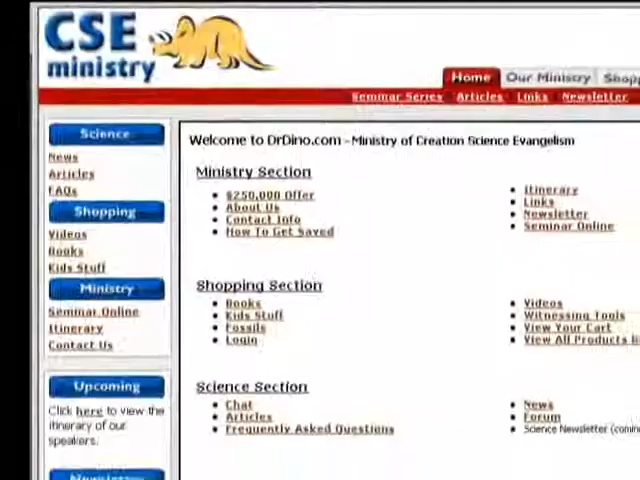 CSE
ministry
Home
Our Ministry
Seminar Series
Articles
Links
Newsletter
Science
News
Articles
FAQs
Shopping
Videos
Books
Kids Stuff
Ministry
Seminar Online
Itinerary
Contact Us
Upcoming
Click here to view the
itinerary of our
speakers.
Welcome to DrDino.com - Ministry of Creation Science Evangelism
Ministry Section
$250,000 Offer
About Us
Contact Info
How To Get Saved
Itinerary
Links
Newsletter
Seminar Online
Shopping Section
Books
Kids Stuff
Fossils
Login
Videos
Witnessing Tools
View Your Cart
View All Products
Science Section
Chat
Articles
Frequently Asked Questions
News
Forum
Science Newsletter